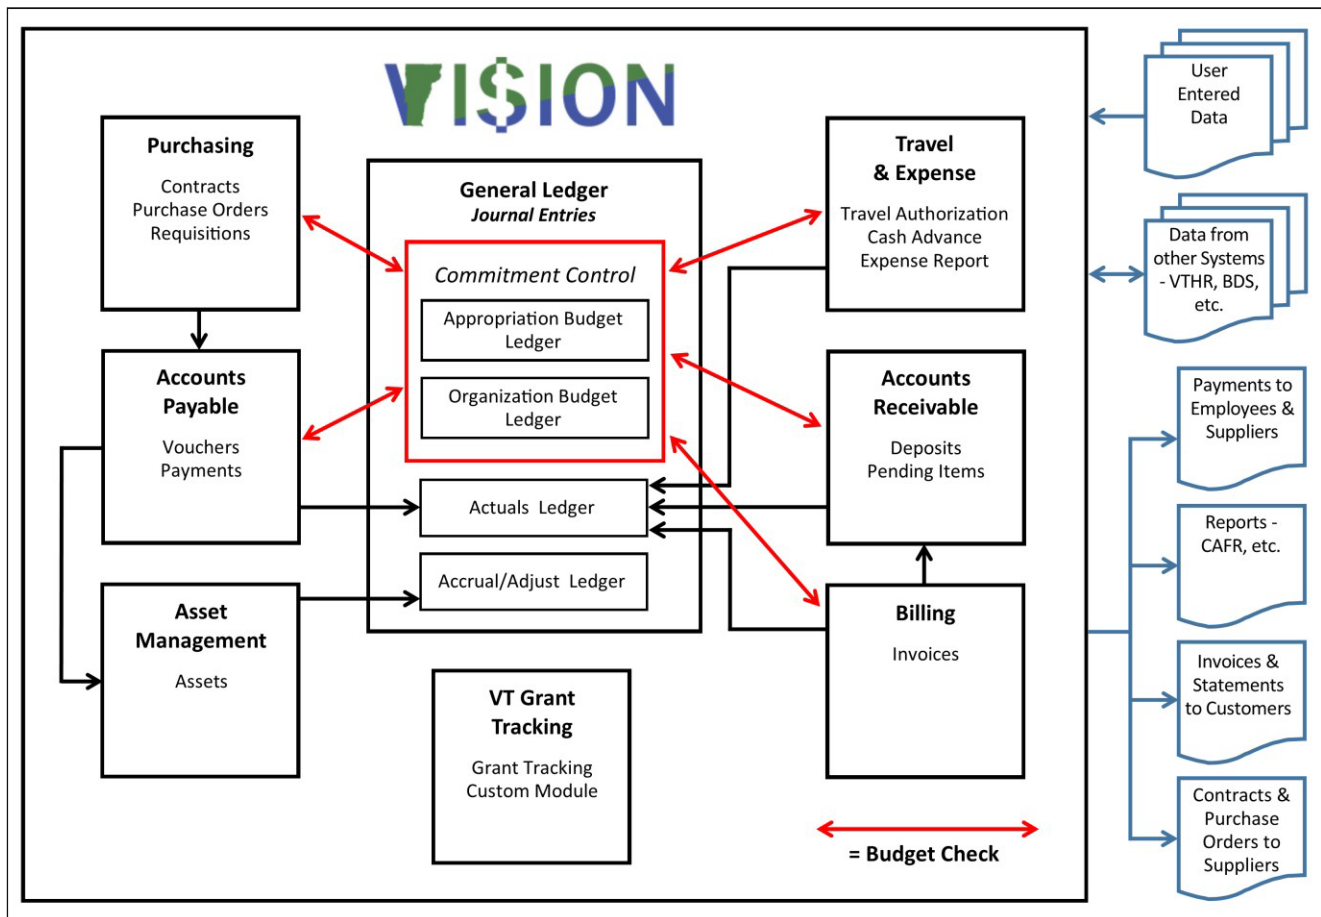 VISION
Purchasing
Contracts
Purchase Orders
Requisitions
Accounts
Payable
Vouchers
Payments
Asset
Management
Assets
General Ledger
Journal Entries
Commitment Control
Appropriation Budget
Ledger
Organization Budget
Ledger
Actuals Ledger
Accrual/Adjust Ledger
VT Grant
Tracking
Grant Tracking
Custom Module
Travel
& Expense
Travel Authorization
Cash Advance
Expense Report
Accounts
Receivable
Deposits
Pending Items
Billing
Invoices
= Budget Check
User
Entered
Data
Data from
other Systems
- VTHR, BDS,
etc.
Payments to
Employees &
Suppliers
Reports -
CAFR, etc.
Invoices &
Statements
to Customers
Contracts &
Purchase
Orders to
Suppliers